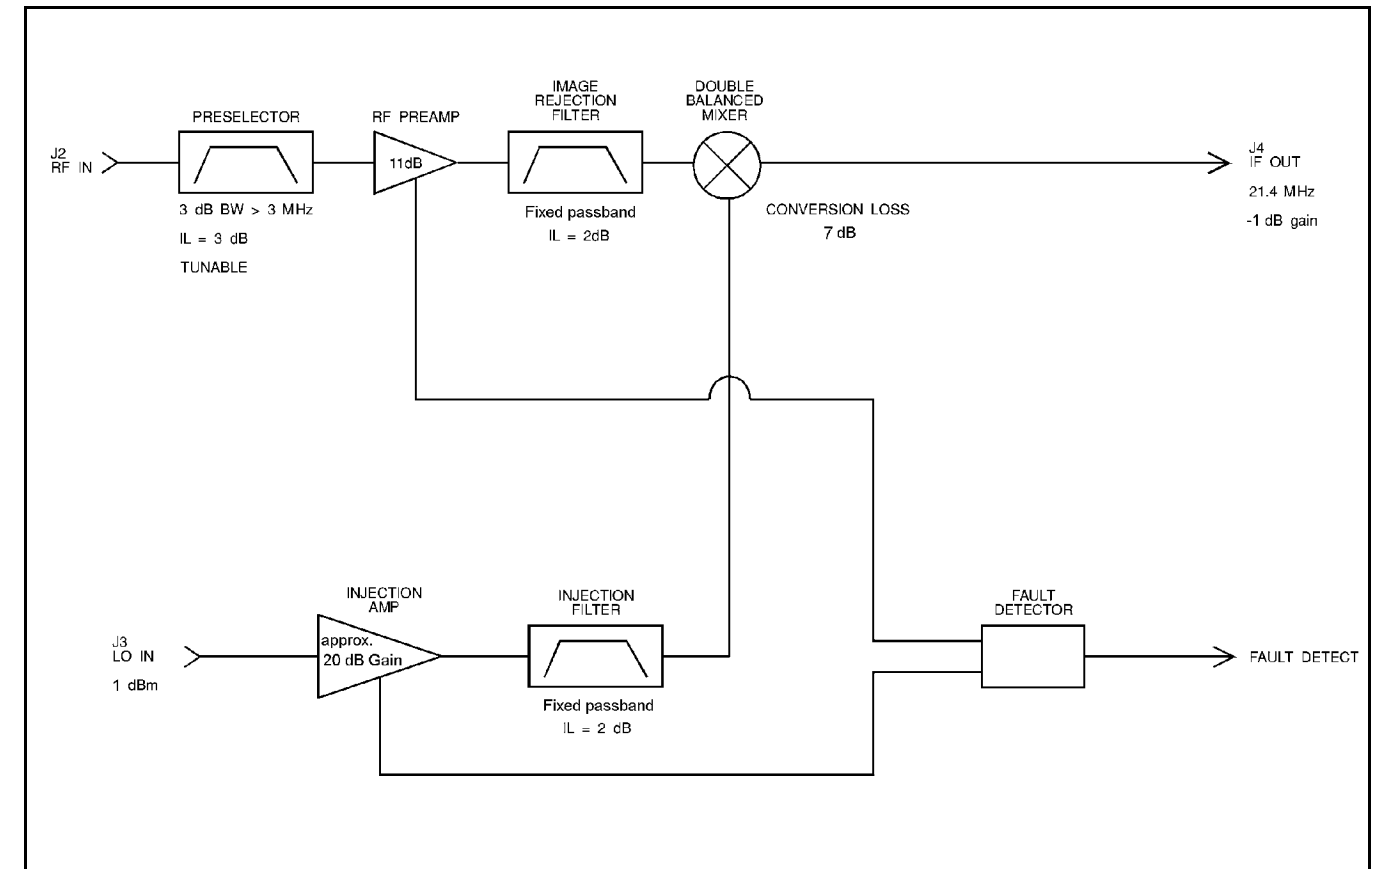 PRESELECTOR
RF PREAMP
IMAGE
REJECTION
FILTER
DOUBLE
BALANCED
MIXER
J2
RF IN
11dB
J4
IF OUT
21.4 MHz
-1 dB gain
3 dB BW > 3 MHz
IL = 3 dB
TUNABLE
Fixed passband
IL = 2dB
CONVERSION LOSS
7 dB
INJECTION
AMP
INJECTION
FILTER
FAULT
DETECTOR
J3
LO IN
1 dBm
approx.
20 dB Gain
FAULT DETECT
Fixed passband
IL = 2 dB